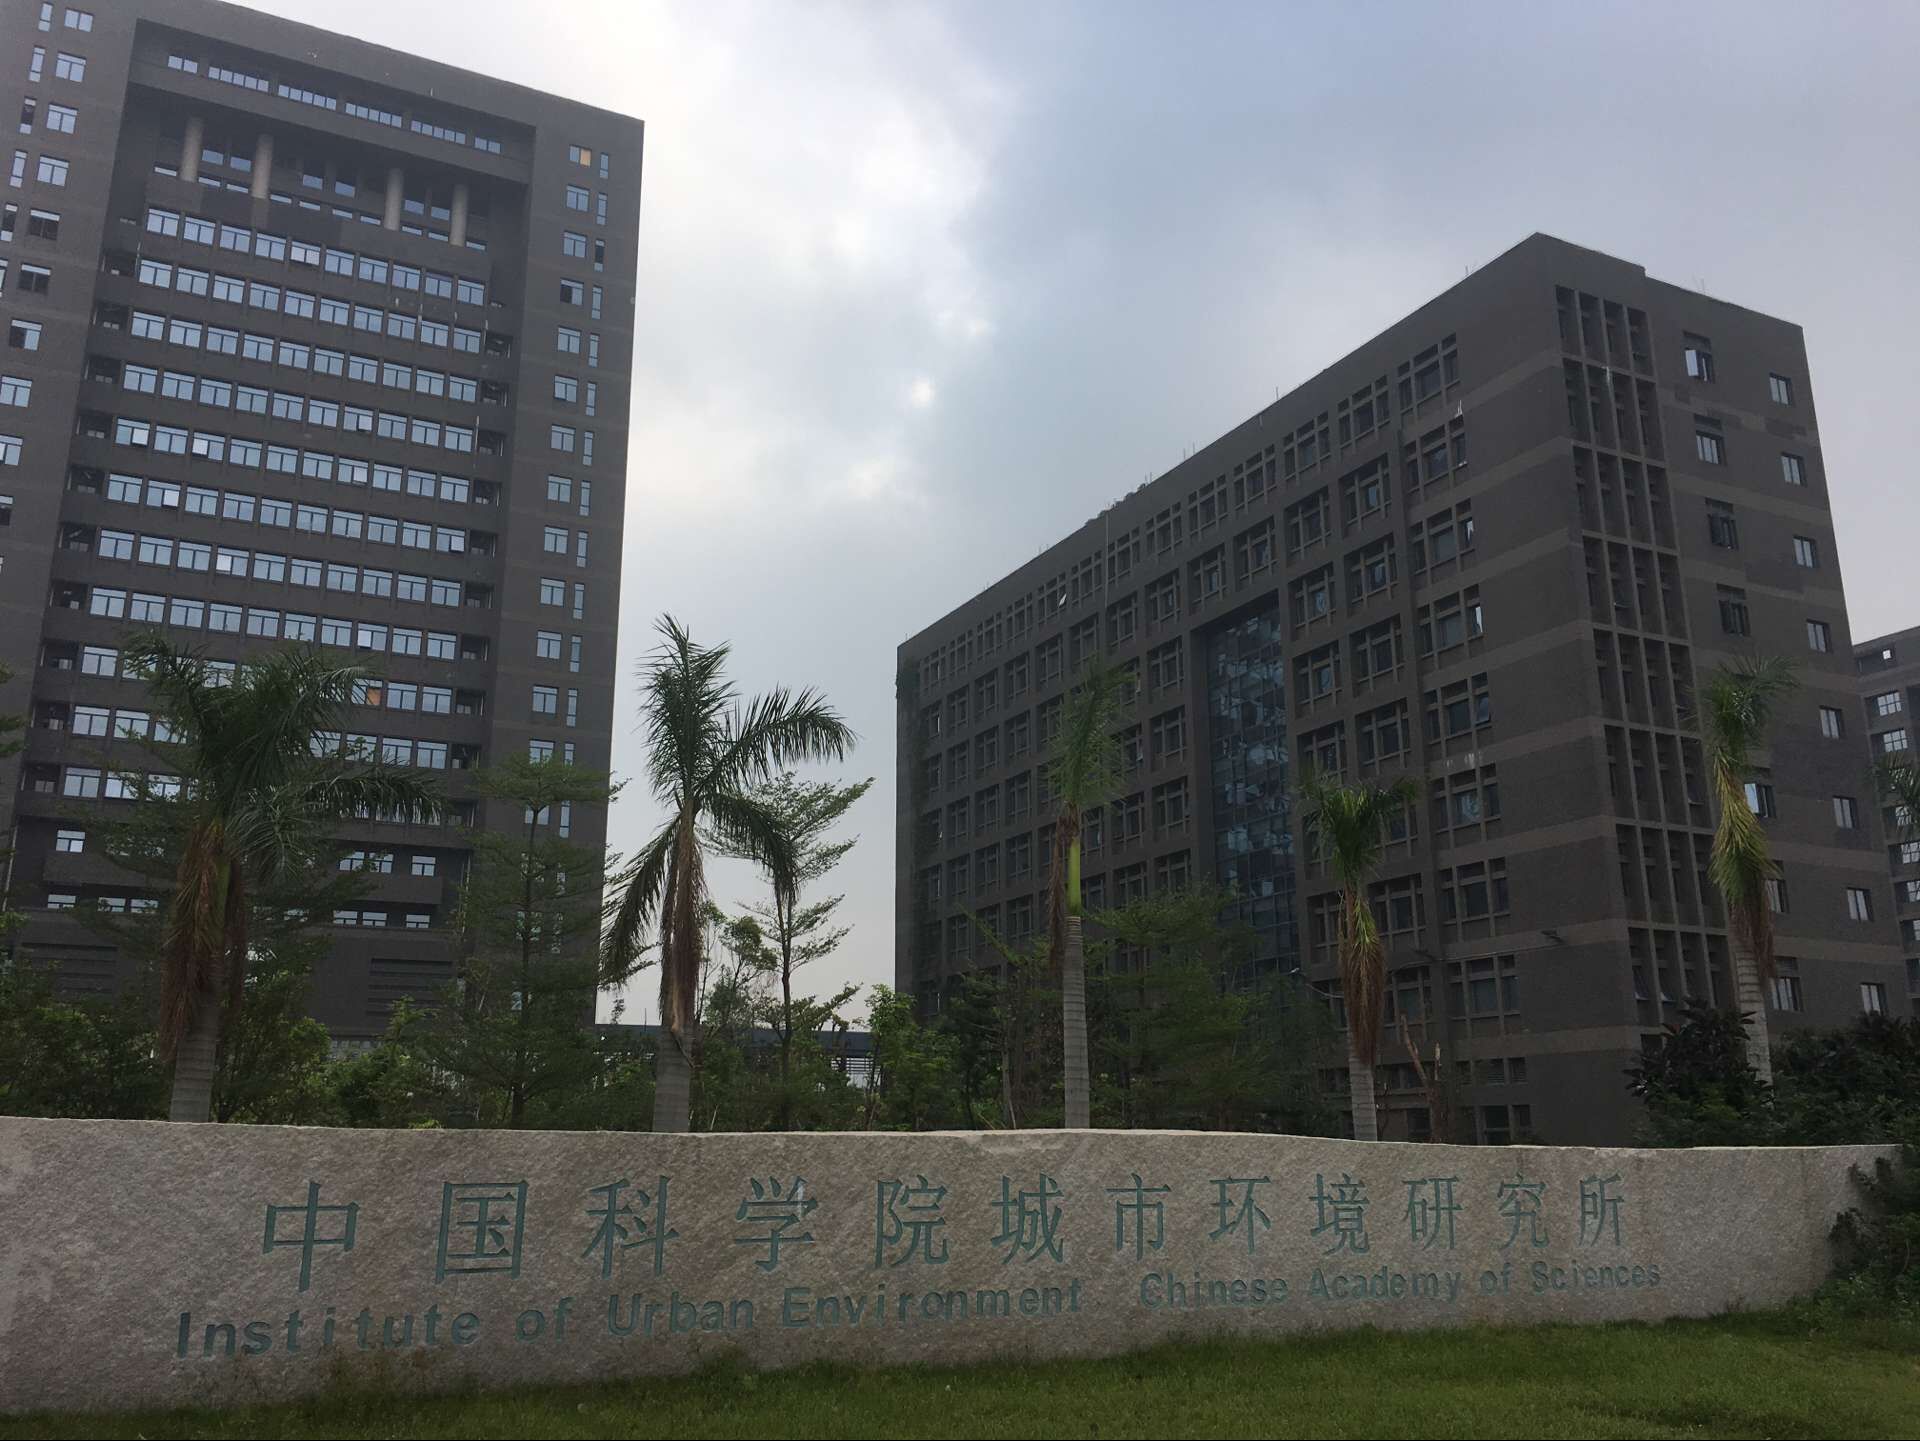 中国科学院城市环境研究所
Institute of Urban Environment Chinese Academy of Sciences